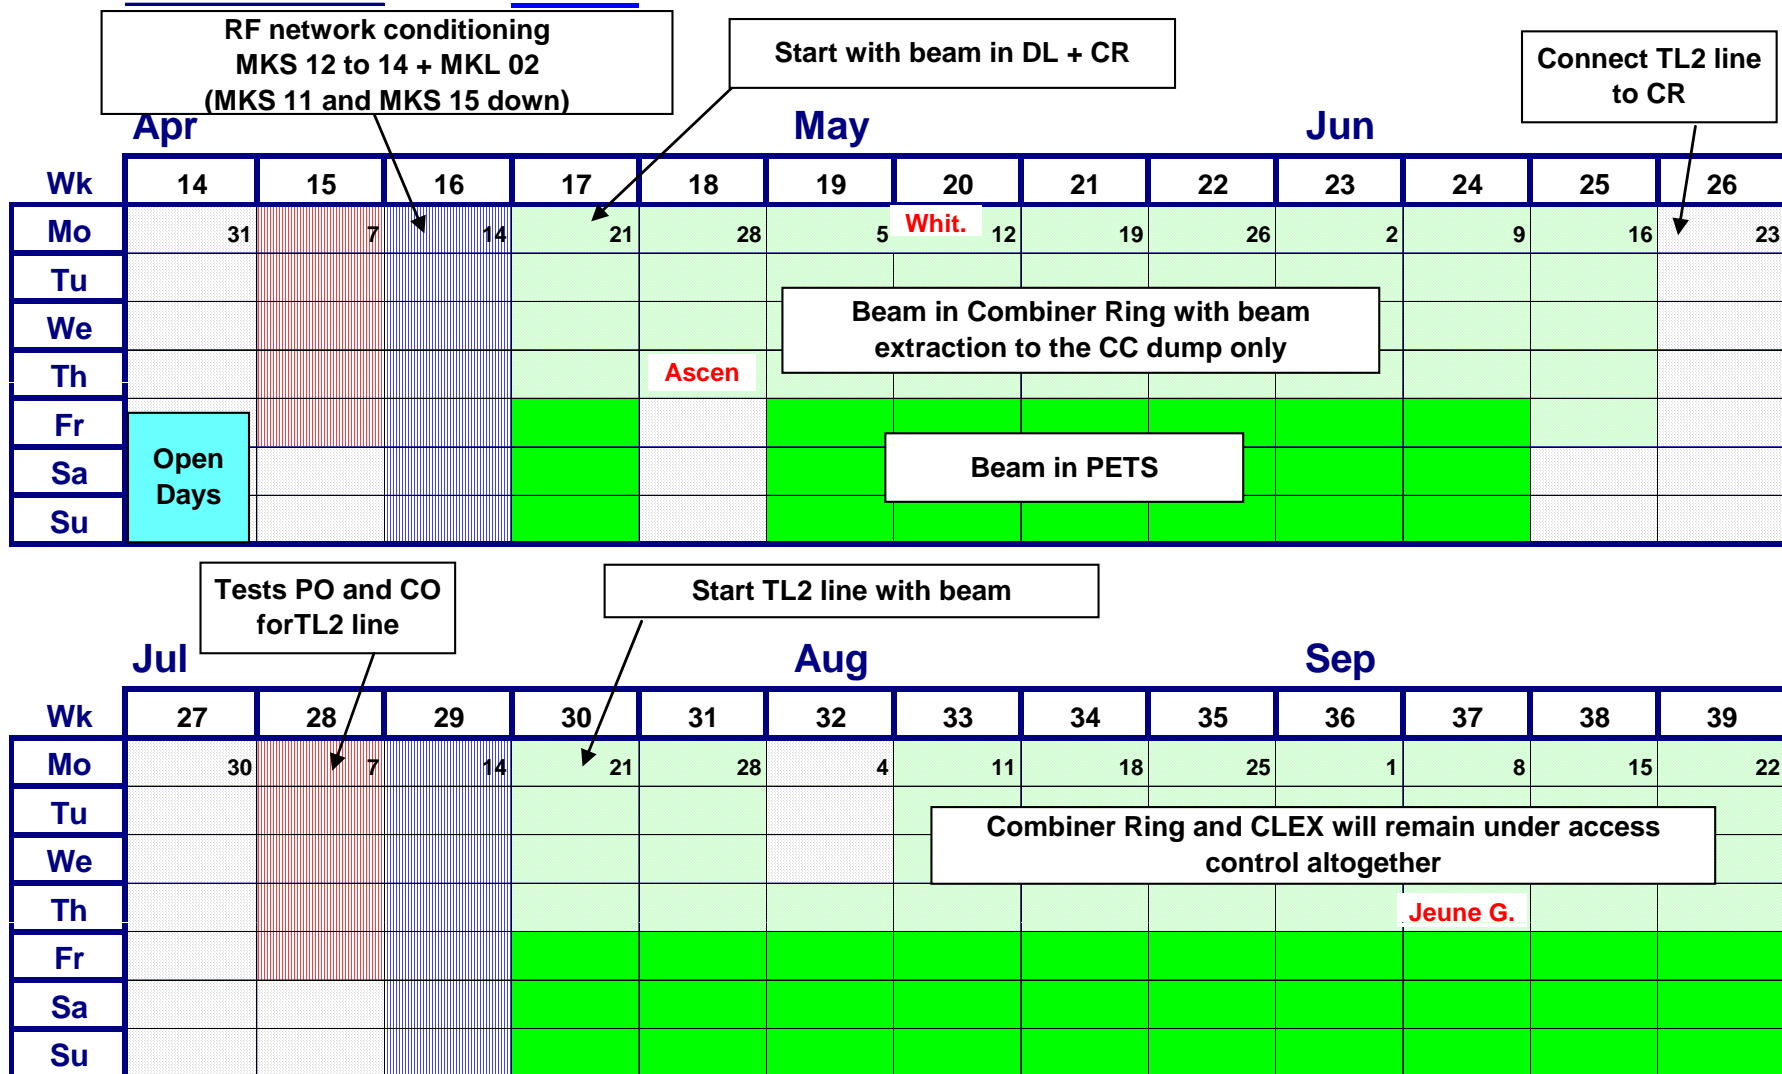 RF network conditioning
MKS 12 to 14 + MKL 02
(MKS 11 and MKS 15 down)
Start with beam in DL + CR
Connect TL2 line
to CR
Apr May Jun
Wk 14 15 16 17 18 19 20 21 22 23 24 25 26
Mo 31 7 14 21 28 5 Whit. 12 19 26 2 9 16 23
Tu
Beam in Combiner Ring with beam
We
extraction to the CC dump only
Th Ascen
Fr
Open
Days
Sa Beam in PETS
Su
Tests PO and CO
forTL2 line
Start TL2 line with beam
Jul Aug Sep
Wk 27 28 29 30 31 32 33 34 35 36 37 38 39
Mo 30 7 14 21 28 4 11 18 25 1 8 15 22
Tu
Combiner Ring and CLEX will remain under access
We
control altogether
Th Jeune G.
Fr
Sa
Su